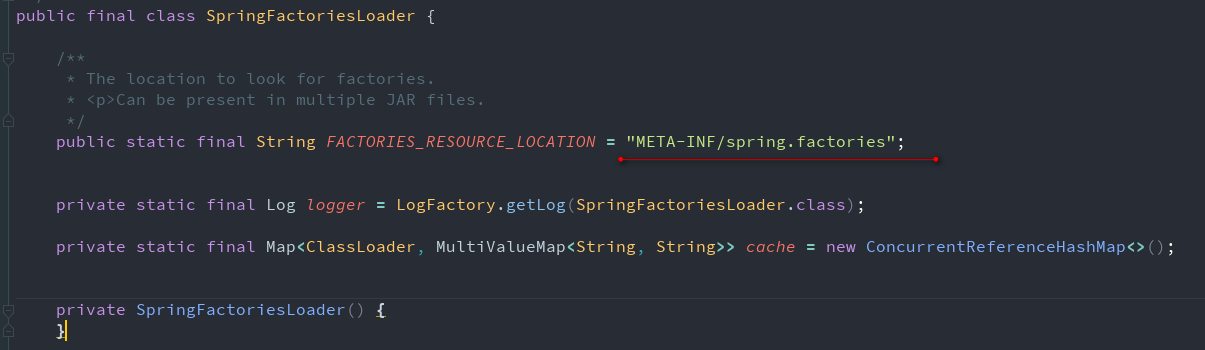 public final class SpringFactoriesLoader {
/**
* The location to look for factories.
* <p>Can be present in multiple JAR files.
*/
public static final String FACTORIES_RESOURCE_LOCATION = "META-INF/spring.factories";
private static final Log logger = LogFactory.getLog(SpringFactoriesLoader.class);
private static final Map<ClassLoader, MultiValueMap<String, String>> cache = new ConcurrentReferenceHashMap<>();
private SpringFactoriesLoader() {
}